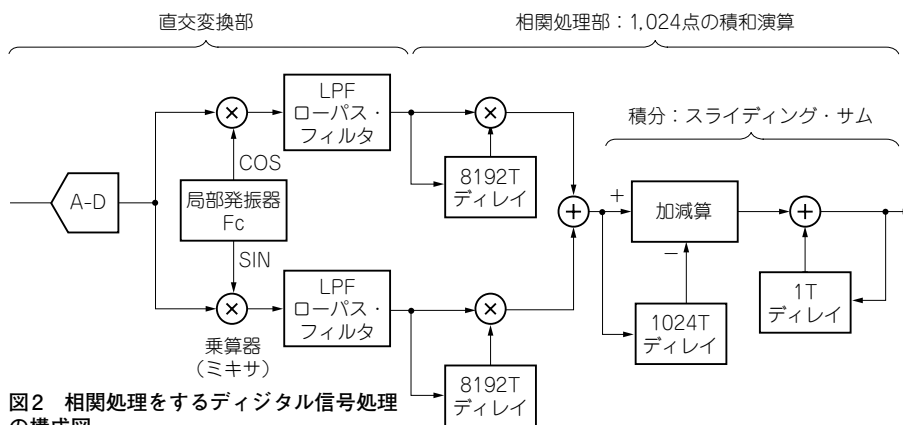 直交変換部
相関処理部：1,024点の積和演算
LPF
ローパス・
フィルタ
積分：スライディング・サム
COS
8192T
ディレイ
A-D
局部発振器
Fc
加減算
SIN
LPF
ローパス・
フィルタ
1024T
ディレイ
1T
ディレイ
乗算器
（ミキサ）
8192T
ディレイ
図2 相関処理をするディジタル信号処理
の構成図